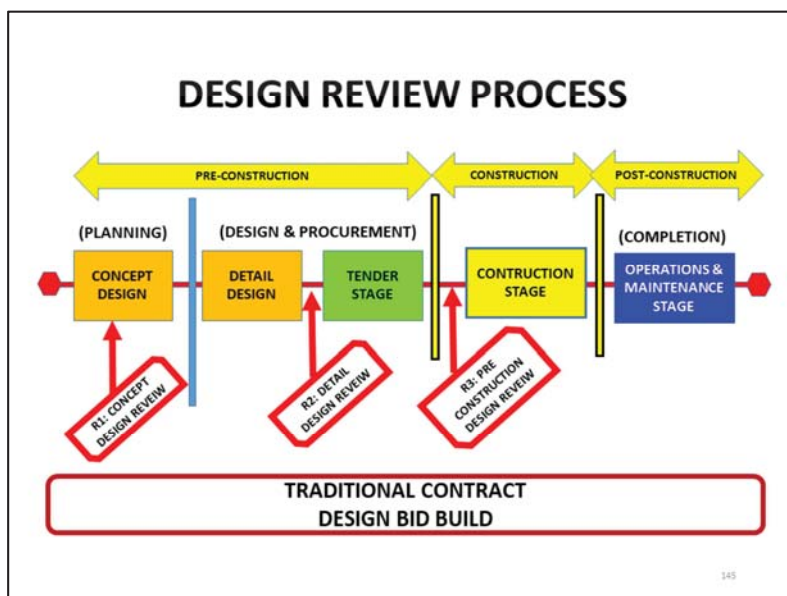 DESIGN REVIEW PROCESS
PRE-CONSTRUCTION
CONSTRUCTION
POST-CONSTRUCTION
(PLANNING)
(DESIGN & PROCUREMENT)
(COMPLETION)
CONCEPT
DESIGN
DETAIL
DESIGN
TENDER
STAGE
CONTRUCTION
STAGE
OPERATIONS &
MAINTENANCE
STAGE
R1: CONCEPT
DESIGN REVEIW
R2: DETAIL
DESIGN REVEIW
R3: PRE
CONSTRUCTION
DESIGN REVEIW
TRADITIONAL CONTRACT
DESIGN BID BUILD
145